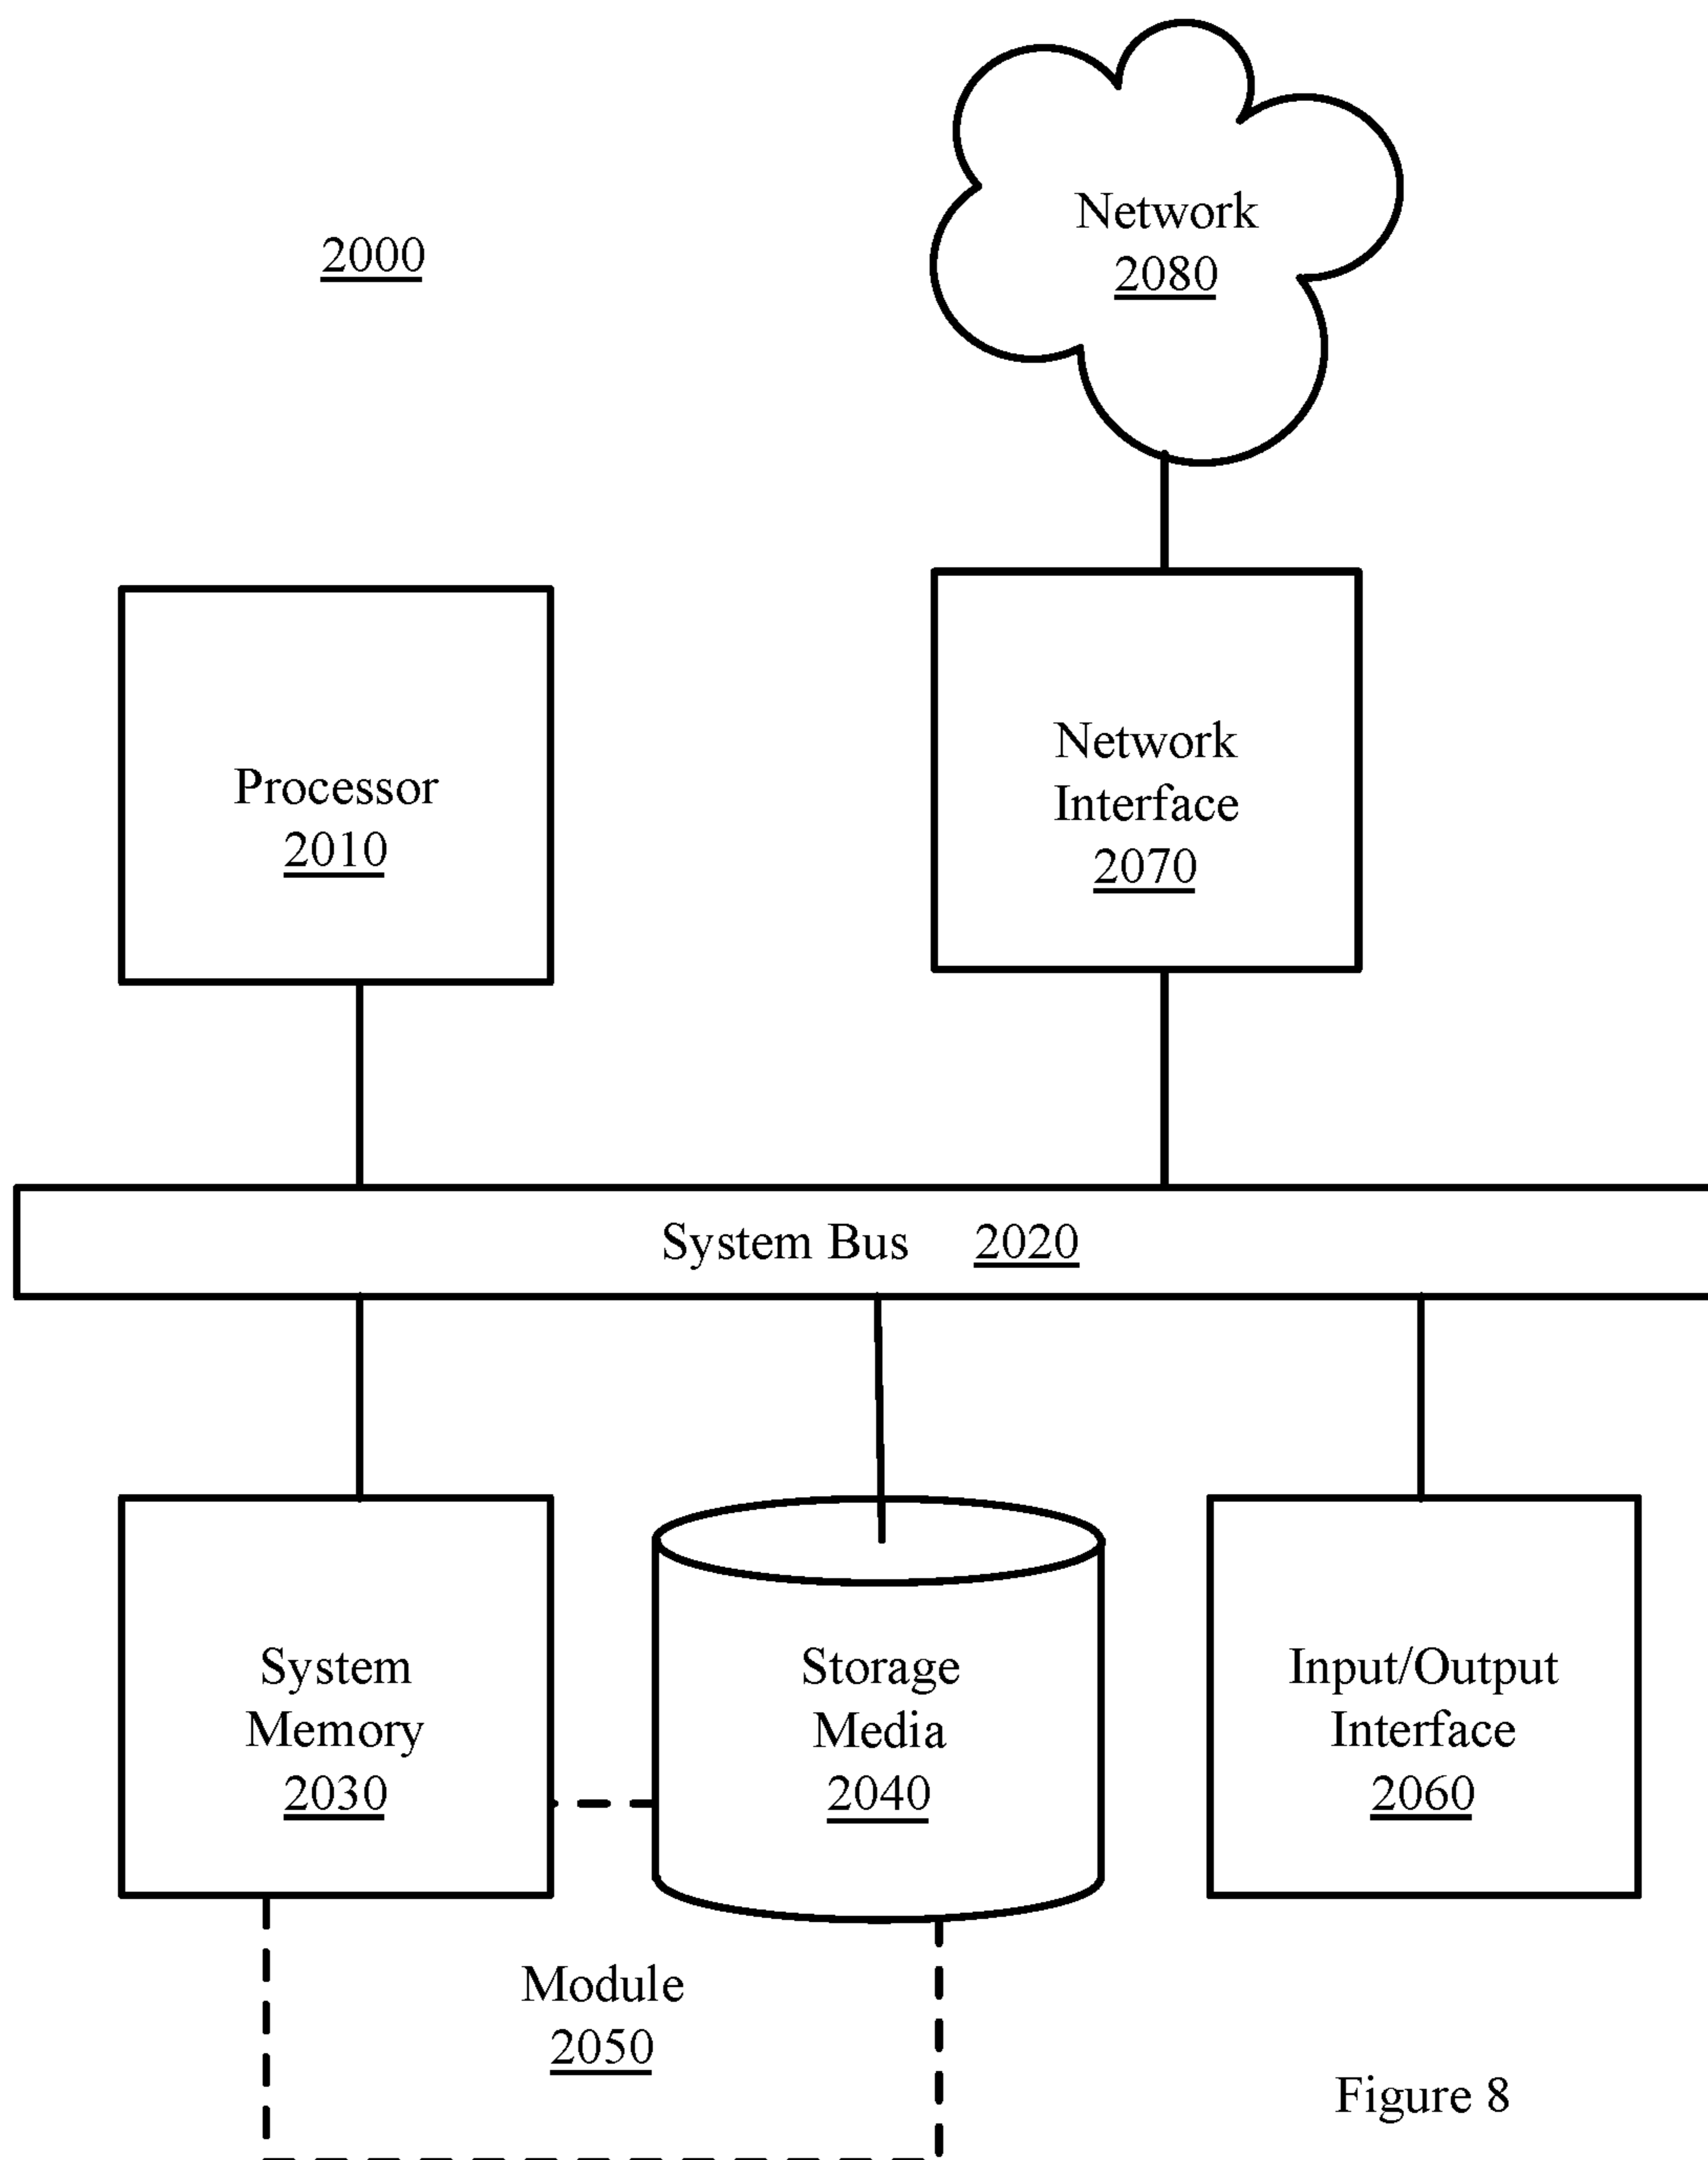 2000
Network
2080
Processor
2010
Network
Interface
2070
System Bus 2020
System
Memory
2030
Storage
Media
2040
Input/Output
Interface
2060
Module
2050
Figure 8